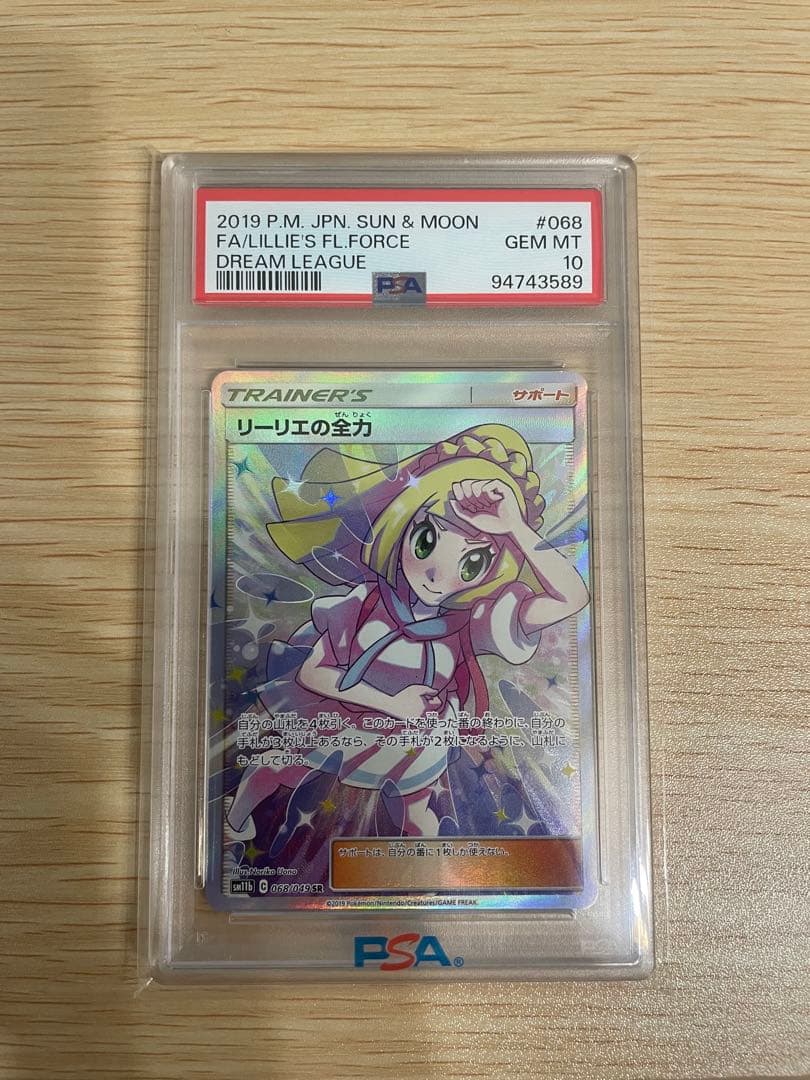 2019 P.M. JPN. SUN & MOON #068
FA/LILLIE'S FL.FORCE GEM MT
DREAM LEAGUE 10
PSA 94743589
TRAINER'S サポート
ぜんりょく
リーリエの全力
自分の山札を4枚引く。このカードを使った番の終わりに、自分の
手札が3枚以上あるなら、その手札が2枚になるように、山札に
もどして切る。
サポートは、自分の番に1枚しか使えない。
Illus. Noriko Uono
sm11b C 068/049 SR
©2019 Pokémon/Nintendo/Creatures/GAME FREAK.
PSA®